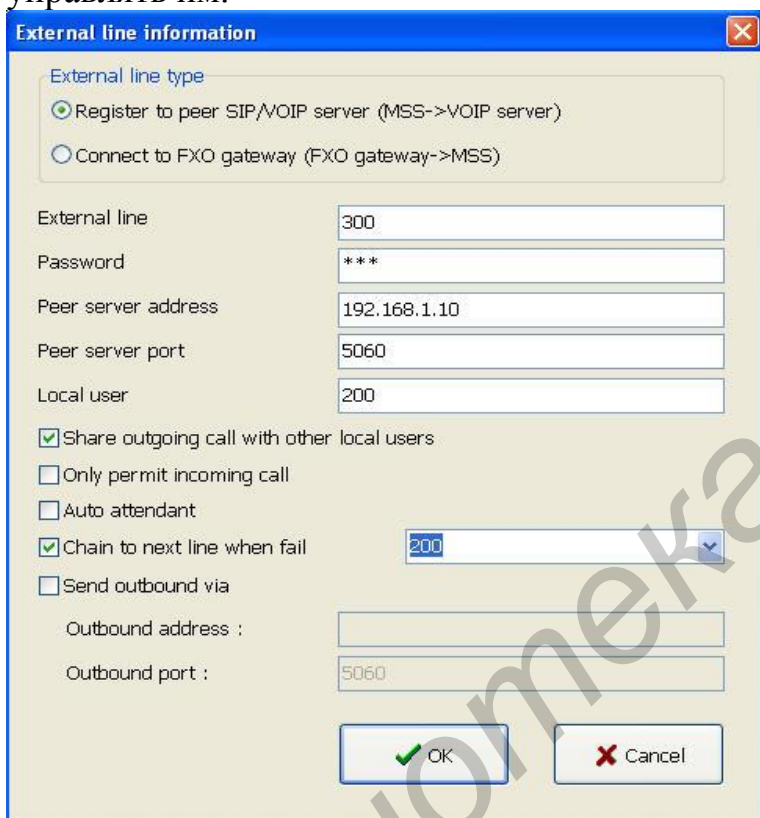 управлять им.
External line information
External line type
Register to peer SIP/VOIP server (MSS->VOIP server)
Connect to FXO gateway (FXO gateway->MSS)
External line 300
Password ***
Peer server address 192.168.1.10
Peer server port 5060
Local user 200
Share outgoing call with other local users
Only permit incoming call
Auto attendant
Chain to next line when fail 200
Send outbound via
Outbound address :
Outbound port : 5060
OK Cancel